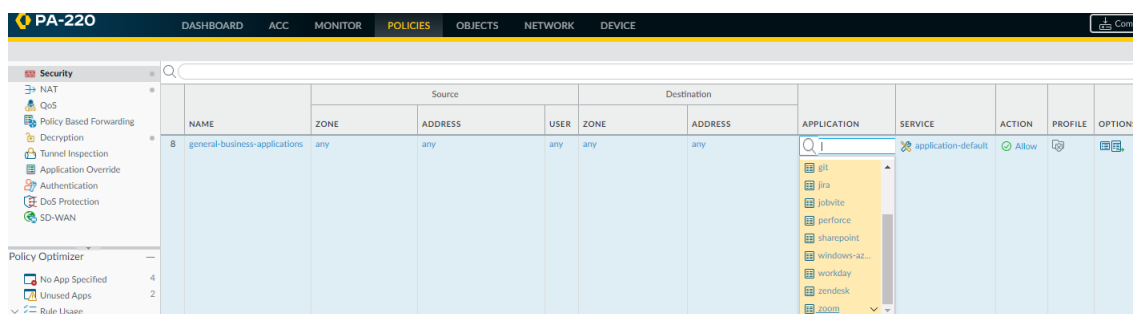 PA-220
DASHBOARD ACC MONITOR POLICIES OBJECTS NETWORK DEVICE Com
Security
NAT
QoS
Policy Based Forwarding
Decryption
Tunnel Inspection
Application Override
Authentication
DoS Protection
SD-WAN
Policy Optimizer
No App Specified 4
Unused Apps 2
Rule Usage
Source Destination
NAME ZONE ADDRESS USER ZONE ADDRESS APPLICATION SERVICE ACTION PROFILE OPTIONS
8 general-business-applications any any any any any application-default Allow
git
jira
jobvite
perforce
sharepoint
windows-az...
workday
zendesk
zoom